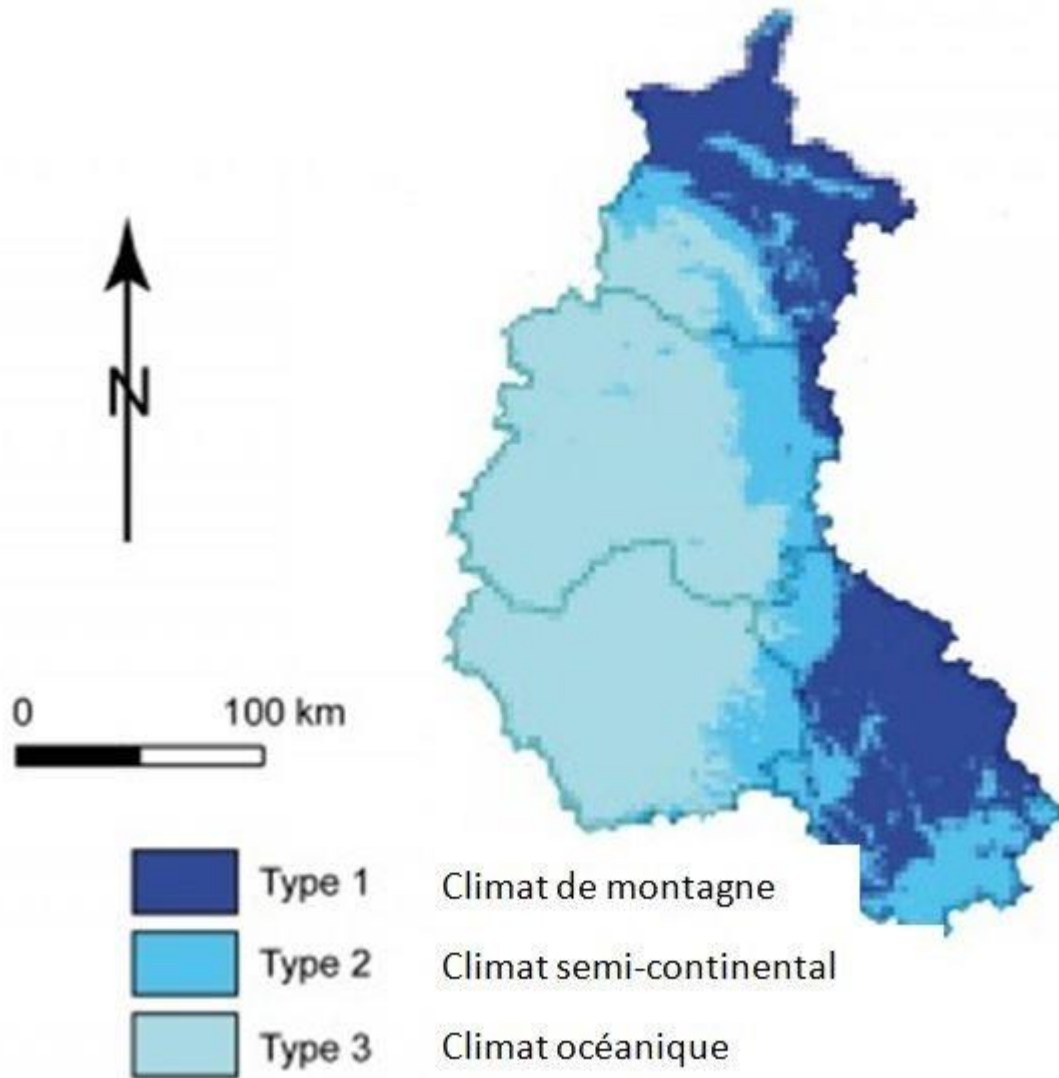 N
0 100 km
Type 1 Climat de montagne
Type 2 Climat semi-continental
Type 3 Climat océanique